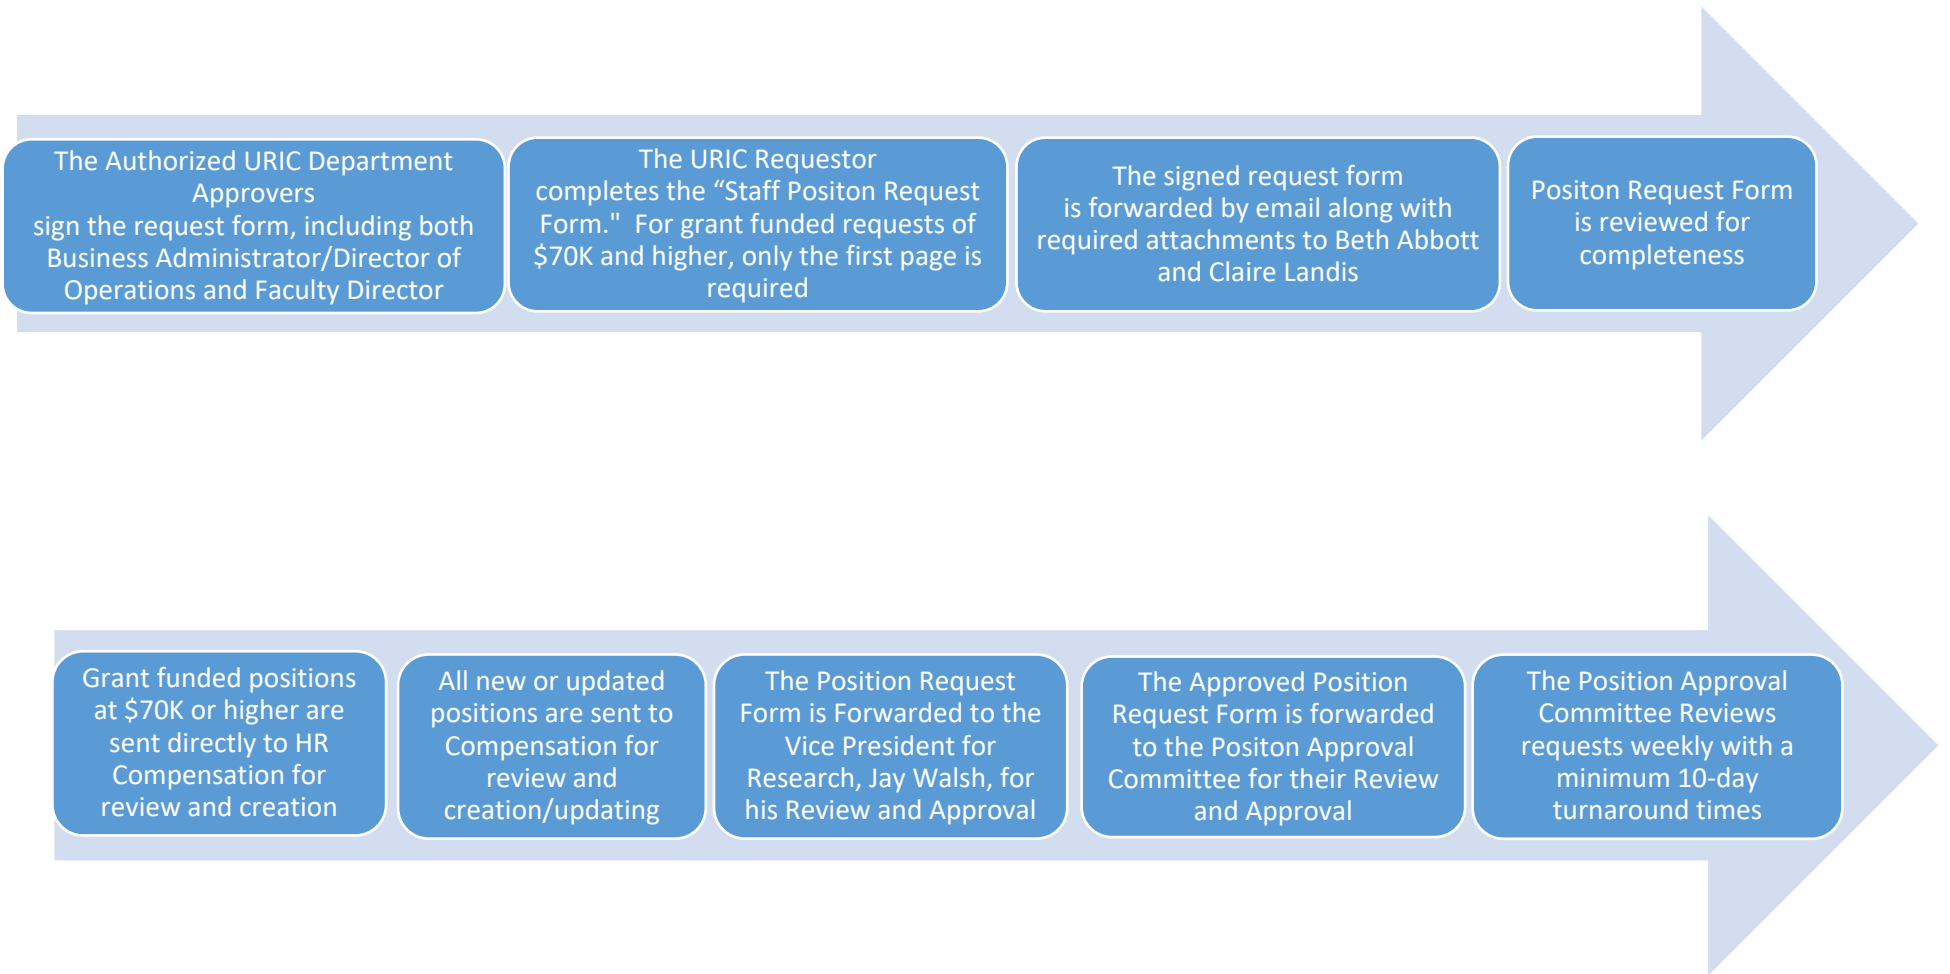 The Authorized URIC Department
Approvers
sign the request form, including both
Business Administrator/Director of
Operations and Faculty Director
The URIC Requestor
completes the “Staff Positon Request
Form."  For grant funded requests of
$70K and higher, only the first page is
required
The signed request form
is forwarded by email along with
required attachments to Beth Abbott
and Claire Landis
Positon Request Form
is reviewed for
completeness
Grant funded positions
at $70K or higher are
sent directly to HR
Compensation for
review and creation
All new or updated
positions are sent to
Compensation for
review and
creation/updating
The Position Request
Form is Forwarded to the
Vice President for
Research, Jay Walsh, for
his Review and Approval
The Approved Position
Request Form is forwarded
to the Positon Approval
Committee for their Review
and Approval
The Position Approval
Committee Reviews
requests weekly with a
minimum 10-day
turnaround times